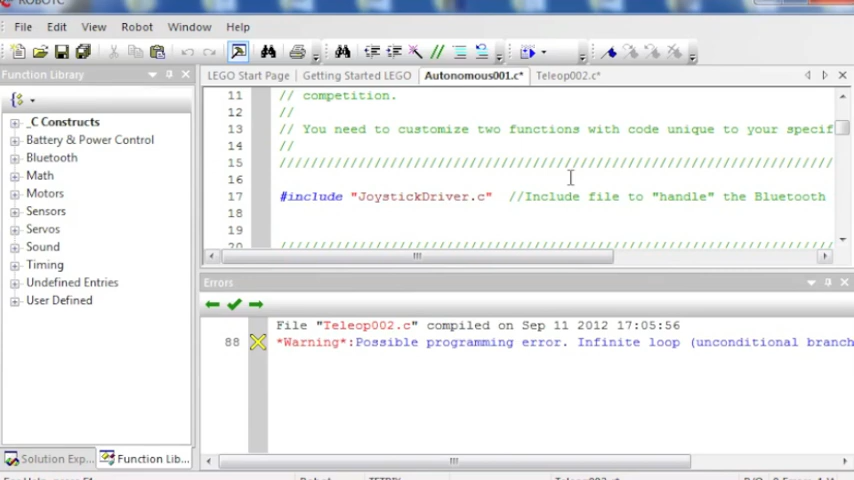 ROBOTC
File Edit View Robot Window Help
Function Library
LEGO Start Page Getting Started LEGO Autonomous001.c* Teleop002.c*
_C Constructs
Battery & Power Control
Bluetooth
Math
Motors
Sensors
Servos
Sound
Timing
Undefined Entries
User Defined
11 // competition.
12 //
13 // You need to customize two functions with code unique to your specif
14 //
15 ////////////////////////////////////////////////////////////////////
16
17 #include "JoystickDriver.c" //Include file to "handle" the Bluetooth
18
19
20 ////////////////////////////////////////////////////////////////////
Errors
File "Teleop002.c" compiled on Sep 11 2012 17:05:56
88 *Warning*:Possible programming error. Infinite loop (unconditional branch
Solution Exp... Function Lib...